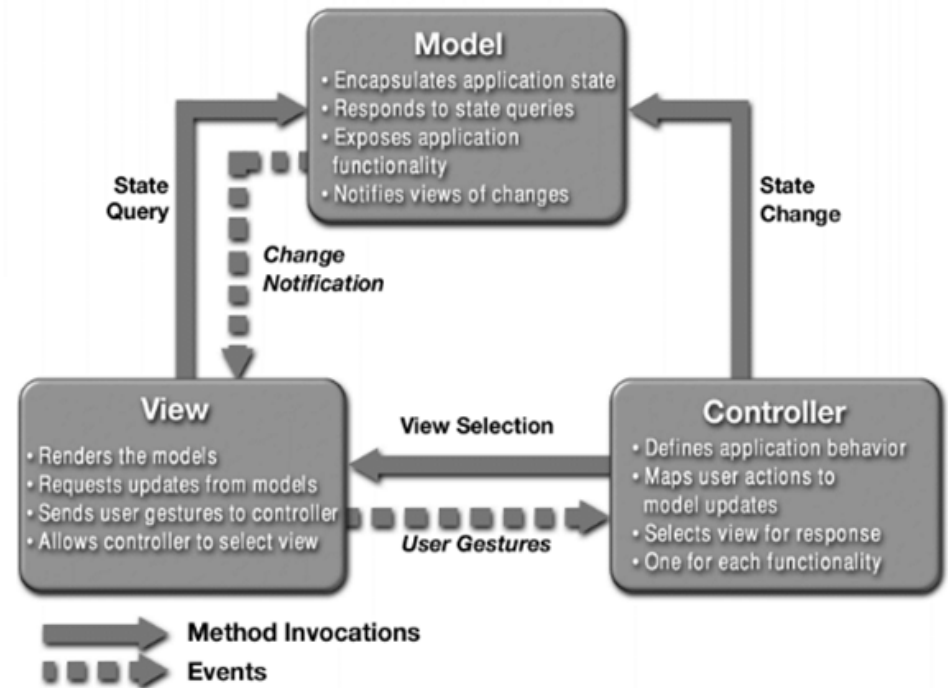 Model
• Encapsulates application state
• Responds to state queries
• Exposes application
functionality
• Notifies views of changes
State
Query
State
Change
Change
Notification
View
• Renders the models
• Requests updates from models
• Sends user gestures to controller
• Allows controller to select view
View Selection
User Gestures
Controller
• Defines application behavior
• Maps user actions to
model updates
• Selects view for response
• One for each functionality
Method Invocations
Events